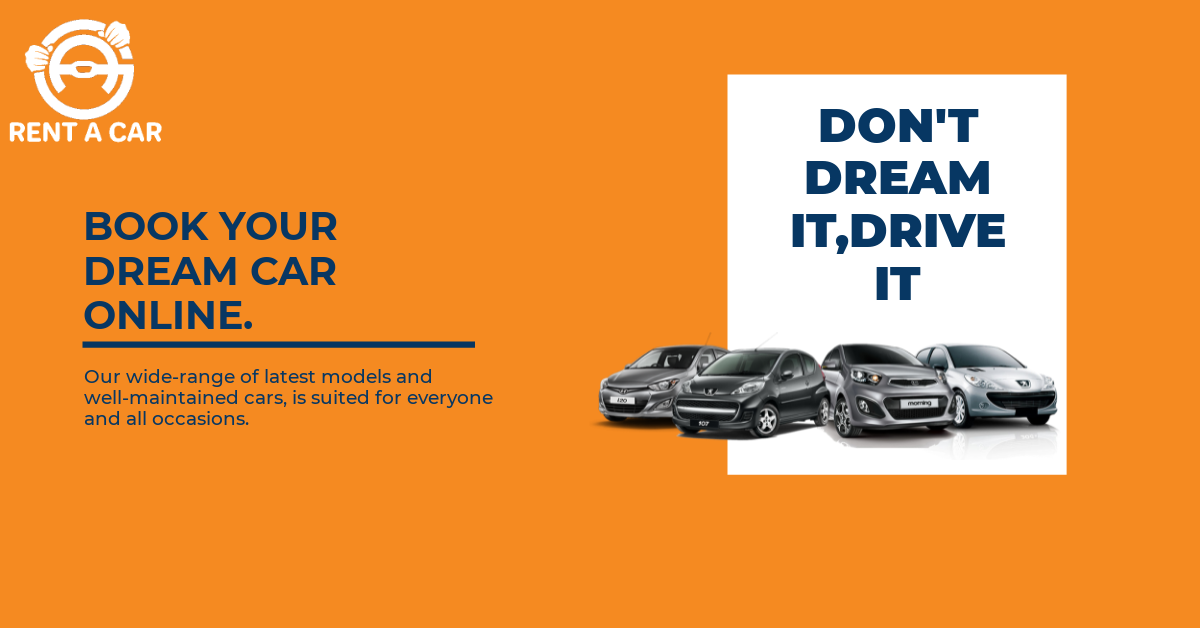 RENT A CAR
BOOK YOUR
DREAM CAR
ONLINE.
Our wide-range of latest models and
well-maintained cars, is suited for everyone
and all occasions.
DON'T
DREAM
IT,DRIVE
IT
i20
107
morning